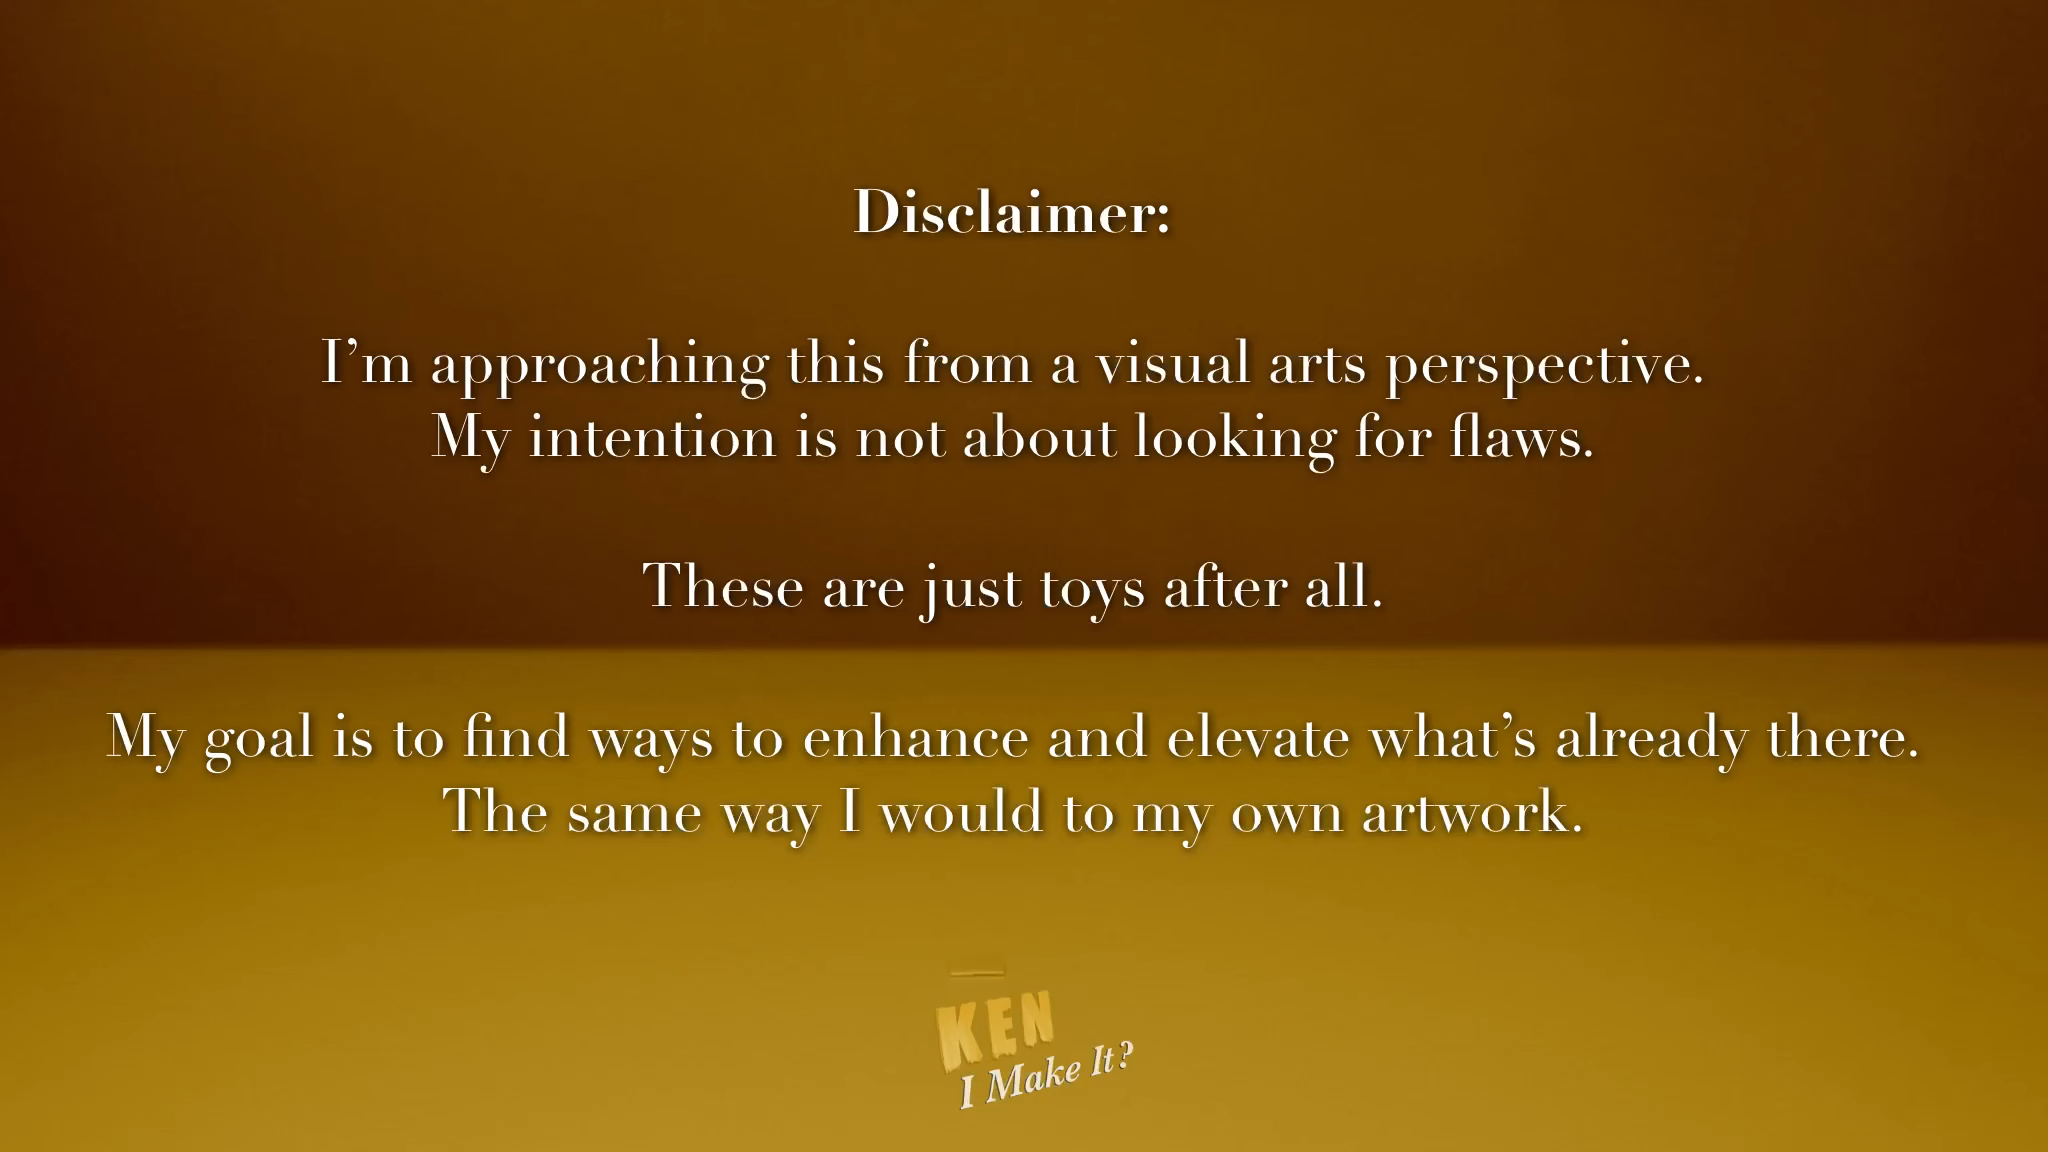 Disclaimer:
I’m approaching this from a visual arts perspective.
My intention is not about looking for flaws.
These are just toys after all.
My goal is to find ways to enhance and elevate what’s already there.
The same way I would to my own artwork.
KEN
I Make It?